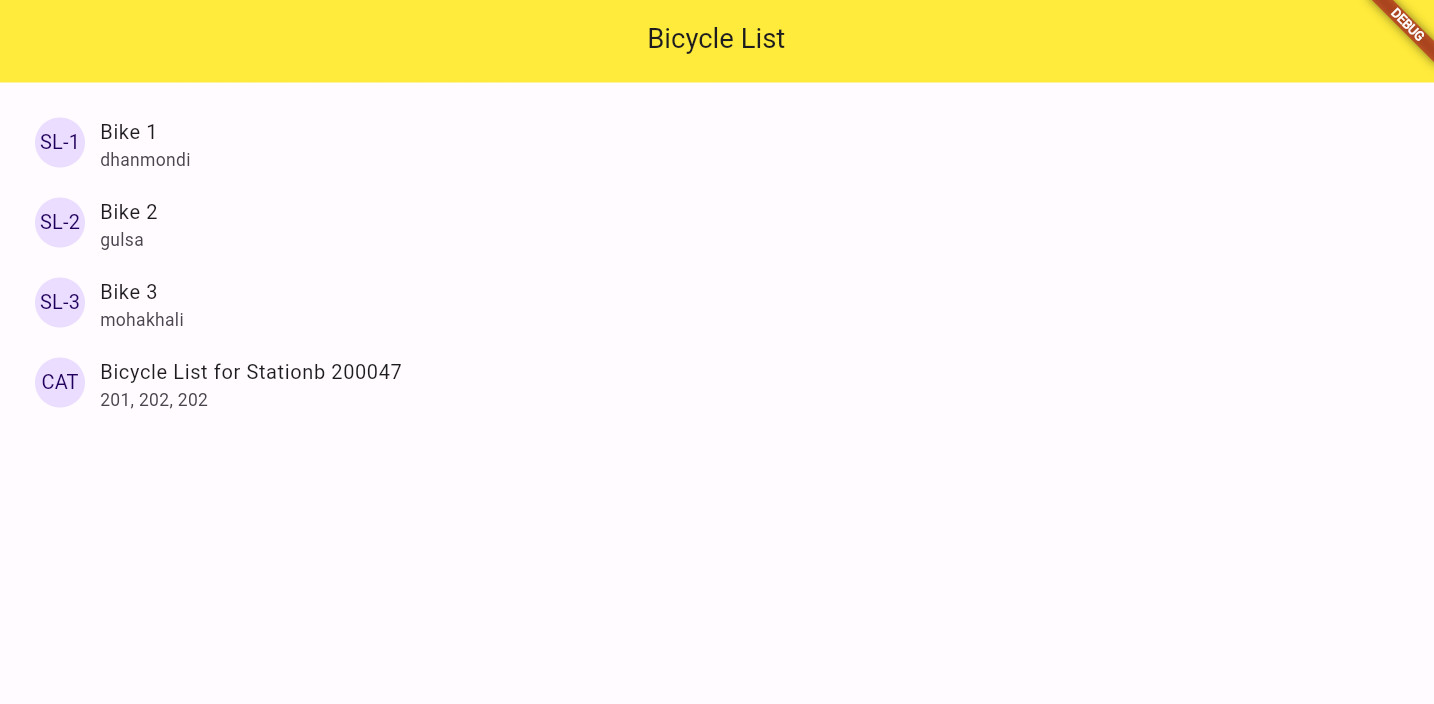 Bicycle List
DEBUG
SL-1
Bike 1
dhanmondi
SL-2
Bike 2
gulsa
SL-3
Bike 3
mohakhali
CAT
Bicycle List for Stationb 200047
201, 202, 202